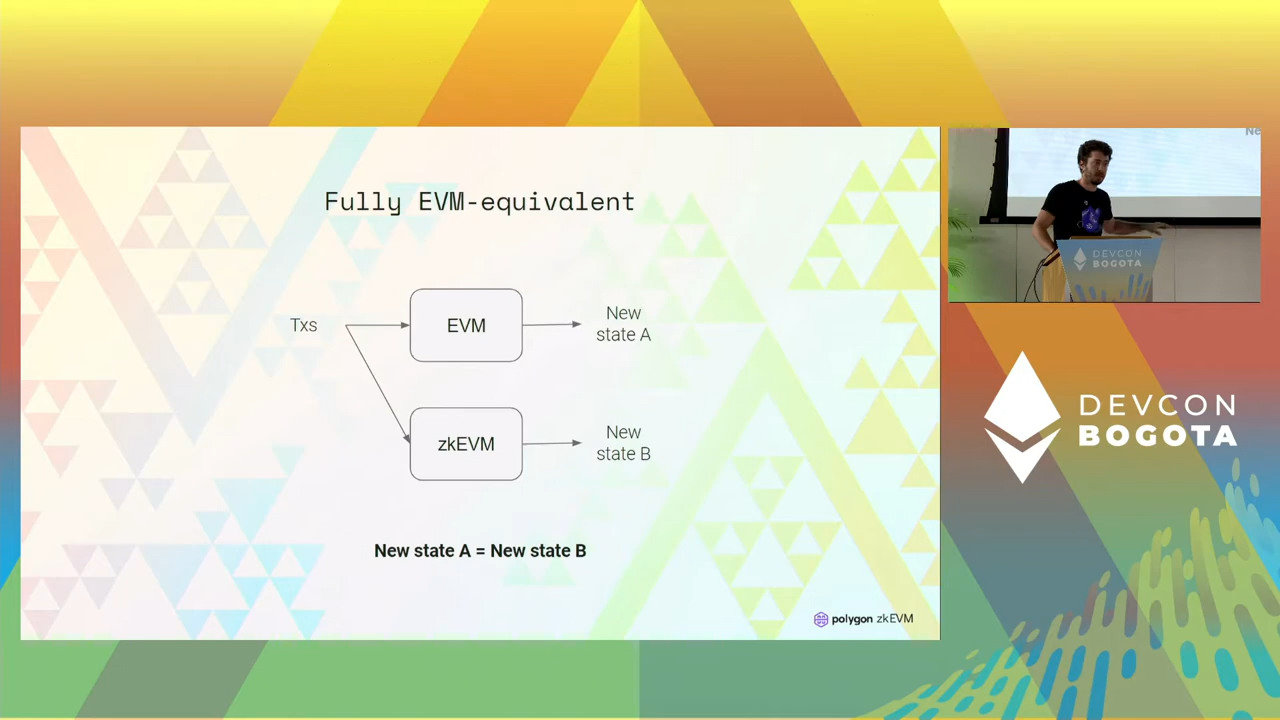 Fully EVM-equivalent
Txs
EVM
New
state A
zkEVM
New
state B
New state A = New state B
polygon zkEVM
Ne
DEVCON
BOGOTA
DEVCON
BOGOTA